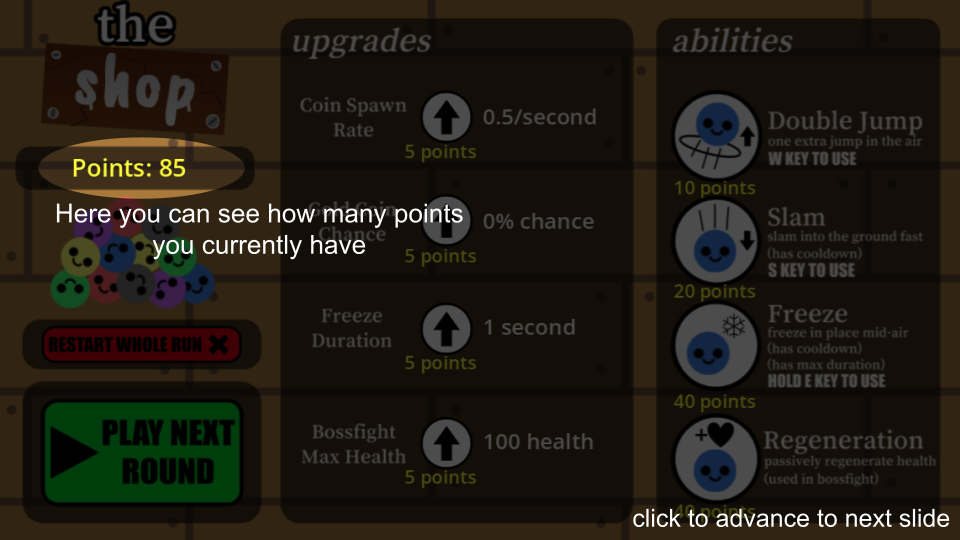 the
shop
Points: 85
Here you can see how many points
you currently have
RESTART WHOLE RUN
PLAY NEXT
ROUND
upgrades
Coin Spawn
Rate
0.5/second
5 points
Gold Coin
Chance
0% chance
5 points
Freeze
Duration
1 second
5 points
Bossfight
Max Health
100 health
5 points
abilities
Double Jump
one extra jump in the air
W KEY TO USE
10 points
Slam
slam into the ground fast
(has cooldown)
S KEY TO USE
20 points
Freeze
freeze in place mid-air
(has cooldown)
(has max duration)
HOLD E KEY TO USE
40 points
Regeneration
passively regenerate health
(used in bossfight)
40 points
click to advance to next slide